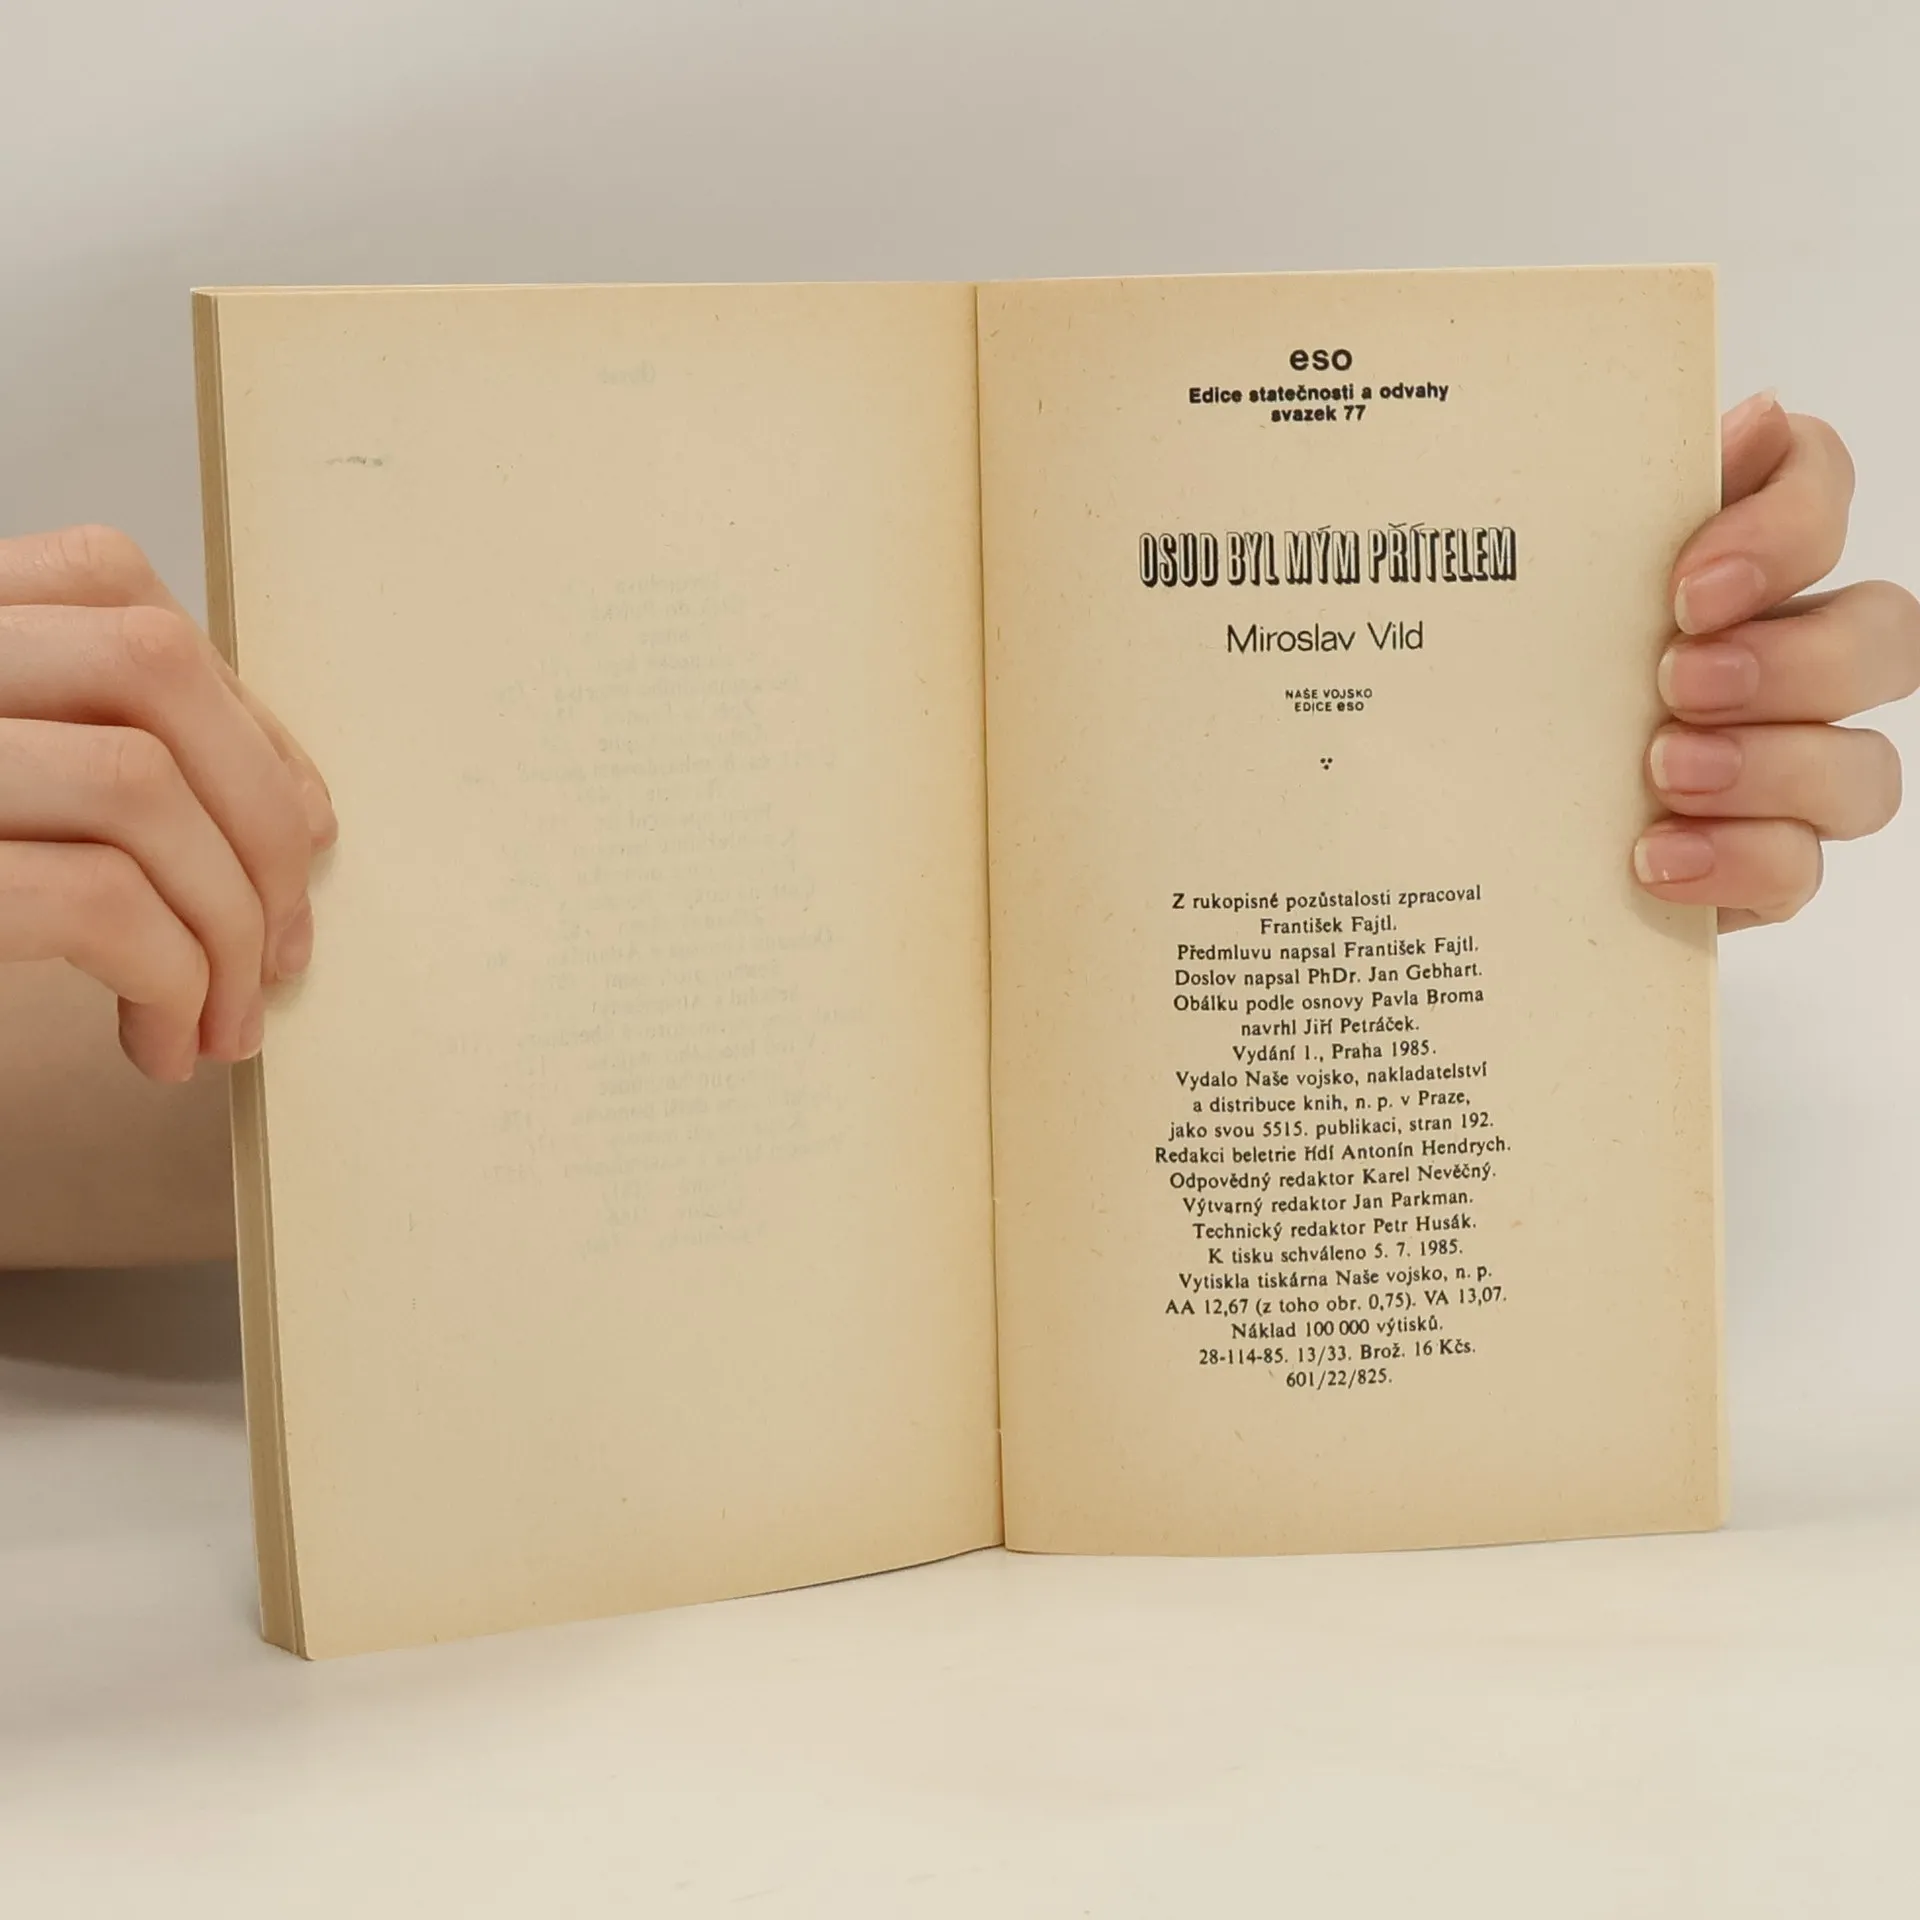 eso
Edice statečnosti a odvahy
svazek 77
OSUD BYL MÝM PŘÍTELEM
Miroslav Vild
NAŠE VOJSKO
EDICE eso
Z rukopisné pozůstalosti zpracoval
František Fajtl.
Předmluvu napsal František Fajtl.
Doslov napsal PhDr. Jan Gebhart.
Obálku podle osnovy Pavla Broma
navrhl Jiří Petráček.
Vydání 1., Praha 1985.
Vydalo Naše vojsko, nakladatelství
a distribuce knih, n. p. v Praze,
jako svou 5515. publikaci, stran 192.
Redakci beletrie řídí Antonín Hendrych.
Odpovědný redaktor Karel Nevěčný.
Výtvarný redaktor Jan Parkman.
Technický redaktor Petr Husák.
K tisku schváleno 5. 7. 1985.
Vytiskla tiskárna Naše vojsko, n. p.
AA 12,67 (z toho obr. 0,75). VA 13,07.
Náklad 100 000 výtisků.
28-114-85. 13/33. Brož. 16 Kčs.
601/22/825.